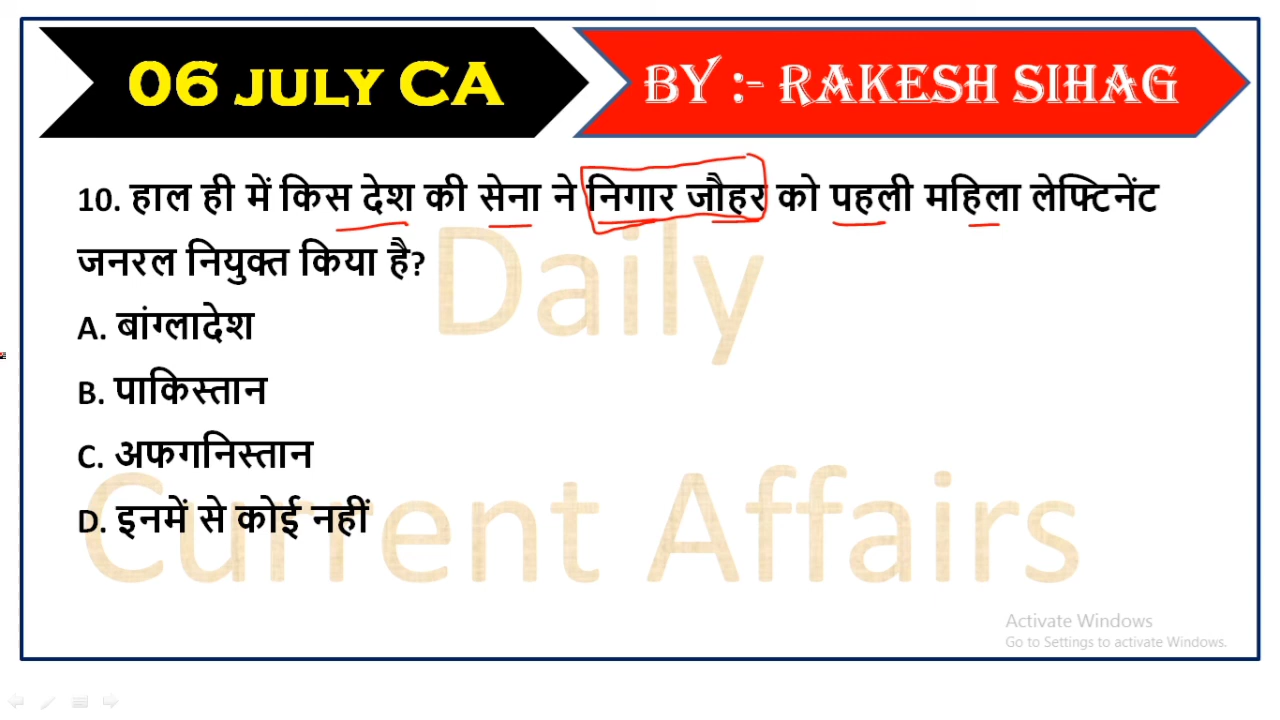 06 JULY CA
BY :- RAKESH SIHAG
10. हाल ही में किस देश की सेना ने निगार जौहर को पहली महिला लेफ्टिनेंट
जनरल नियुक्त किया है?
A. बांग्लादेश
B. पाकिस्तान
C. अफगनिस्तान
D. इनमें से कोई नहीं
Daily
Current Affairs
Activate Windows
Go to Settings to activate Windows.